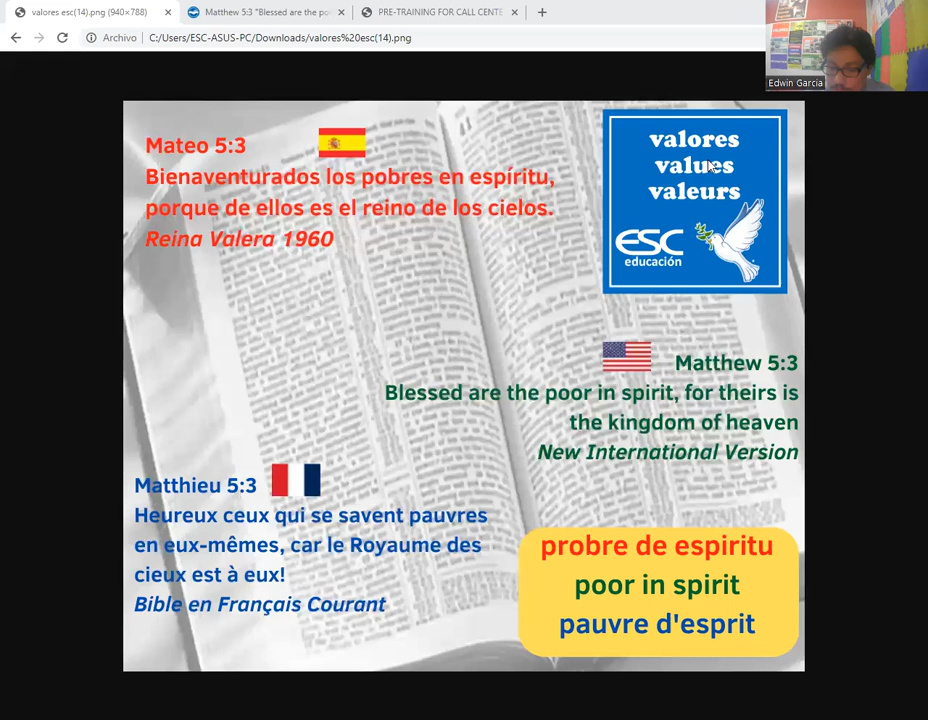 valores esc(14).png (940×788)
Matthew 5:3 "Blessed are the po
PRE-TRAINING FOR CALL CENTE
Archivo
C:/Users/ESC-ASUS-PC/Downloads/valores%20esc(14).png
Edwin Garcia
Mateo 5:3
Bienaventurados los pobres en espíritu,
porque de ellos es el reino de los cielos.
Reina Valera 1960
valores
values
valeurs
ESC
educación
Matthew 5:3
Blessed are the poor in spirit, for theirs is
the kingdom of heaven
New International Version
Matthieu 5:3
Heureux ceux qui se savent pauvres
en eux-mêmes, car le Royaume des
cieux est à eux!
Bible en Français Courant
probre de espiritu
poor in spirit
pauvre d'esprit